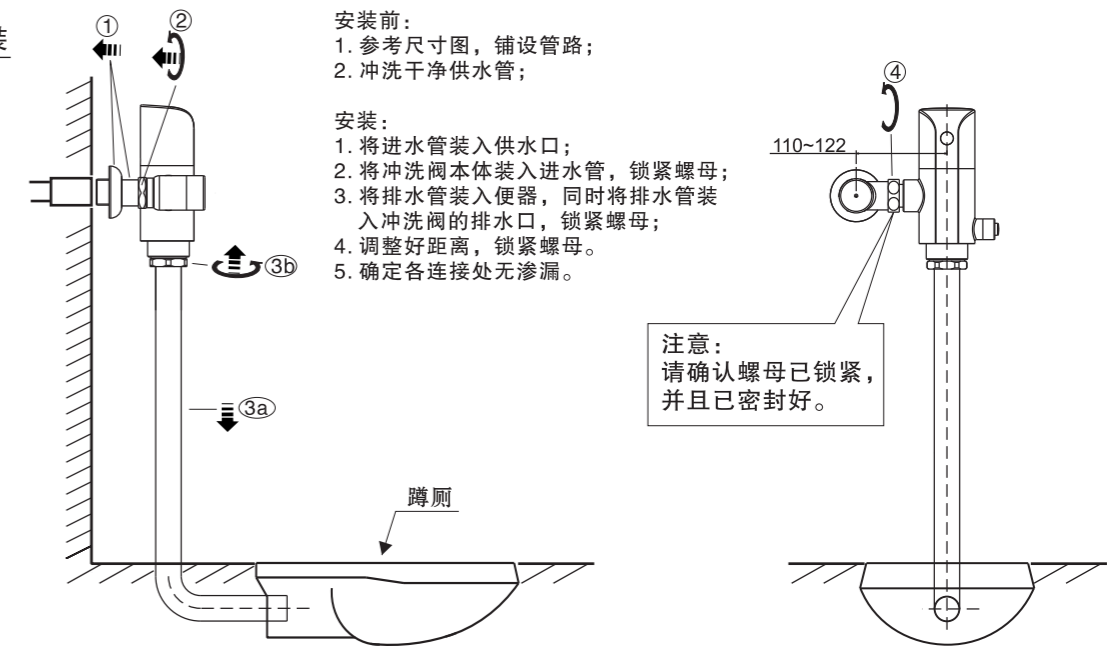 装
①
②
安装前：
1. 参考尺寸图，铺设管路；
2. 冲洗干净供水管；
安装：
1. 将进水管装入供水口；
2. 将冲洗阀本体装入进水管，锁紧螺母；
3. 将排水管装入便器，同时将排水管装
入冲洗阀的排水口，锁紧螺母；
4. 调整好距离，锁紧螺母。
5. 确定各连接处无渗漏。
3b
3a
蹲厕
④
110~122
注意：
请确认螺母已锁紧，
并且已密封好。